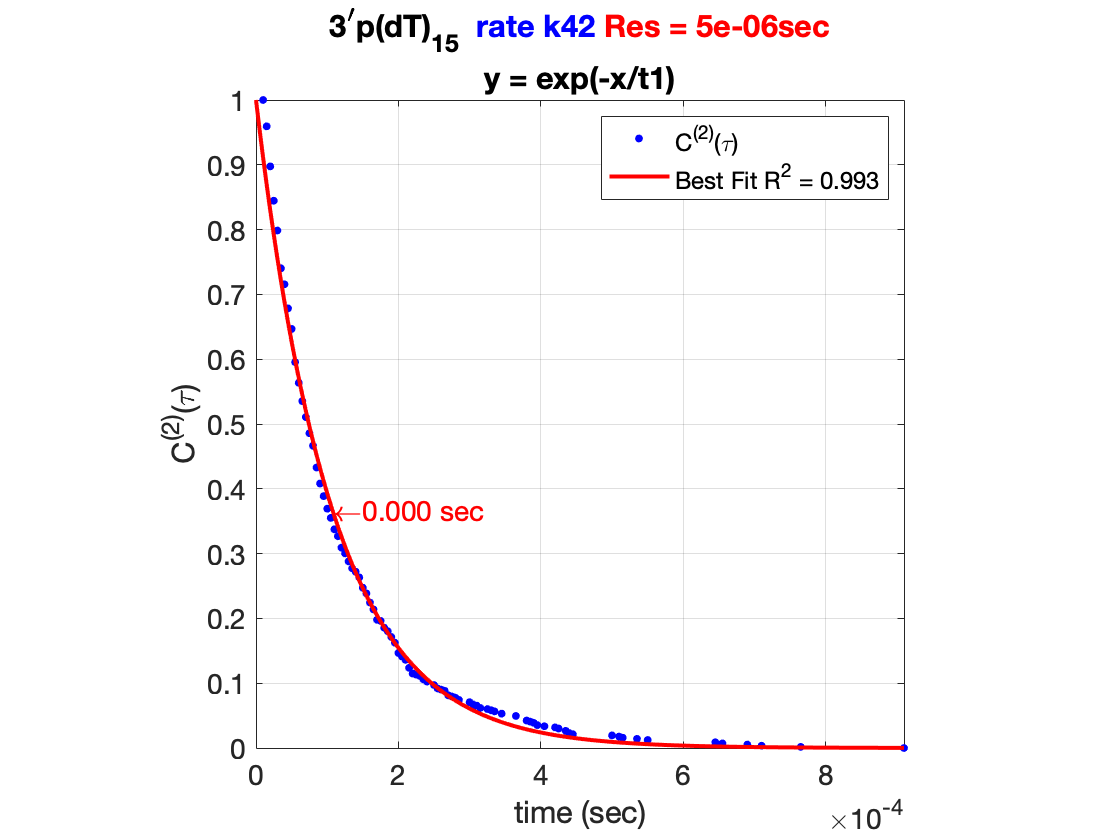 3′p(dT)15 rate k42 Res = 5e-06sec
y = exp(-x/t1)
C(2)(τ)
Best Fit R2 = 0.993
1
0.9
0.8
0.7
0.6
0.5
0.4
0.3
0.2
0.1
0
C(2)(τ)
←0.000 sec
0 2 4 6 8
×10-4
time (sec)